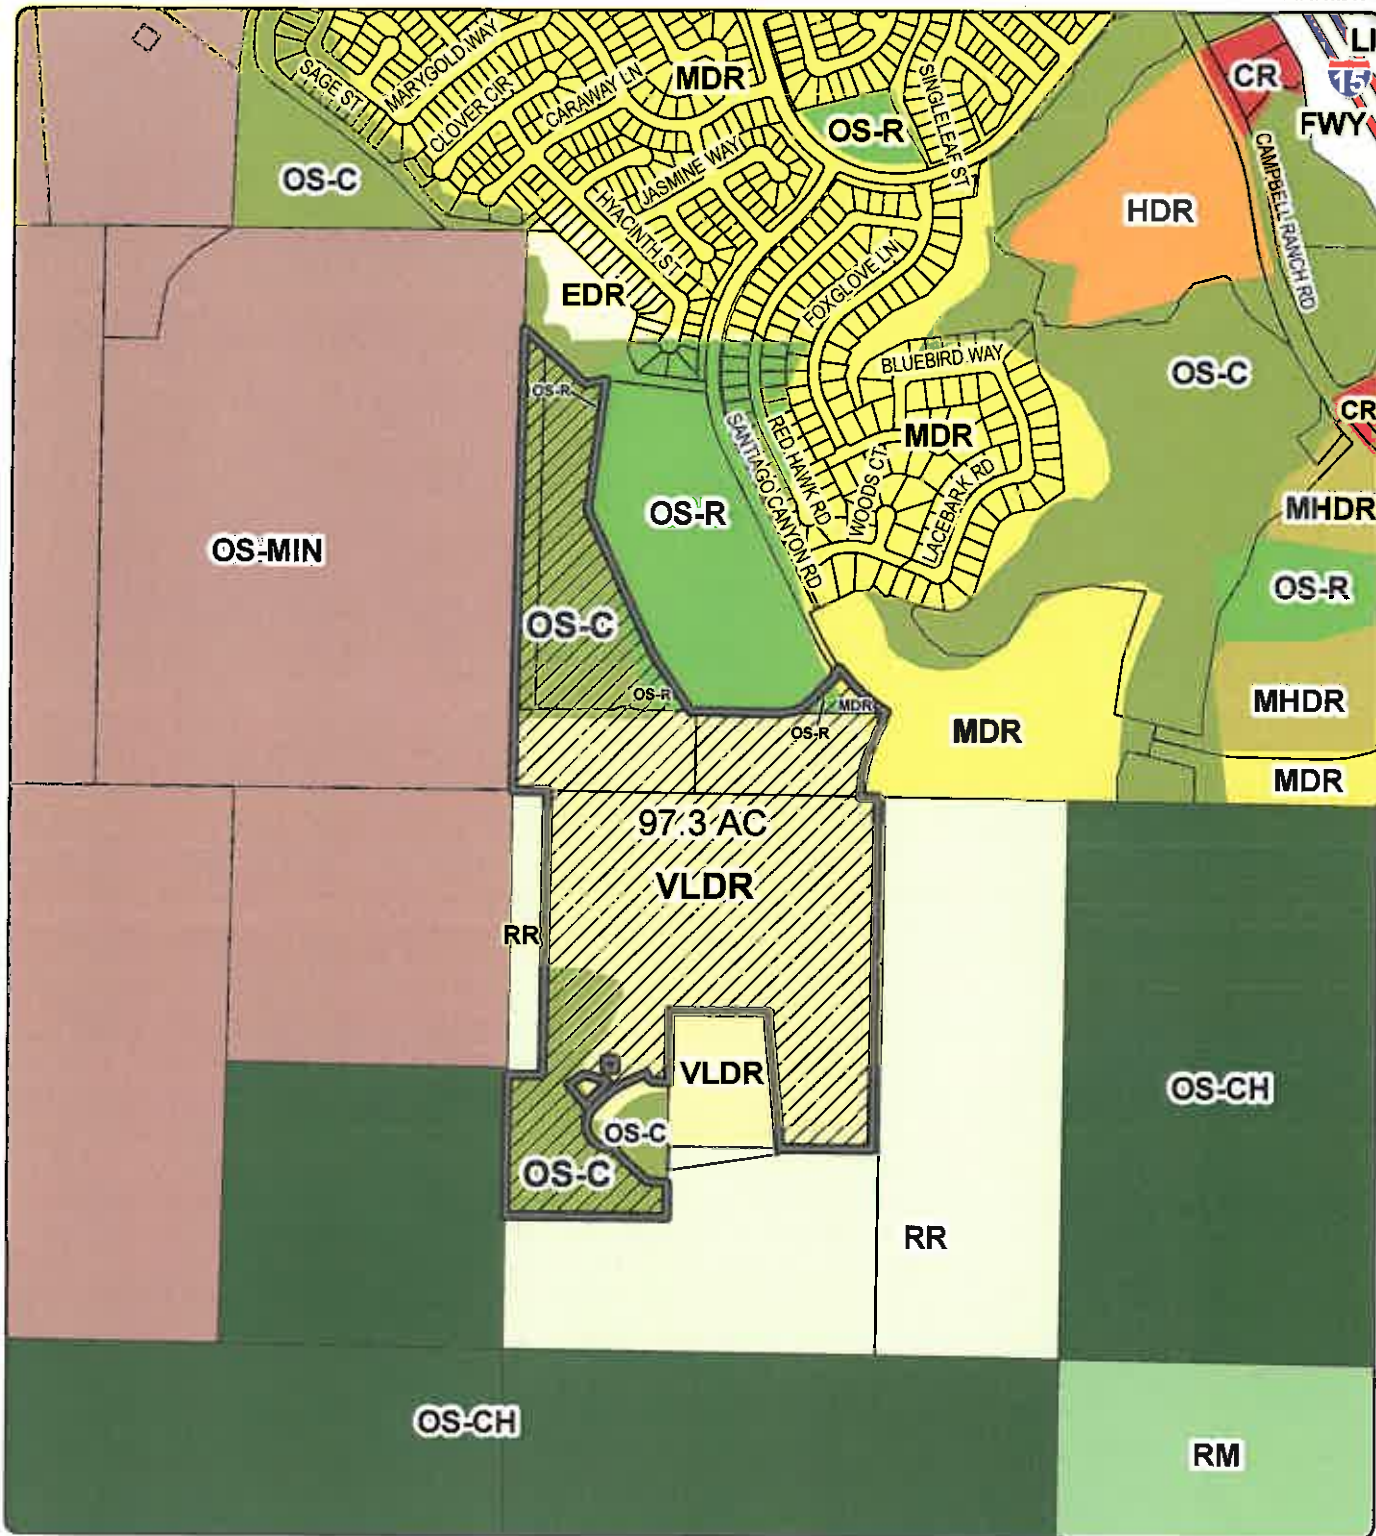 LI
15
FWY
CR
MDR
MARYGOLD WAY
SAGE ST
CLOVER CIR
CARAWAY LN
SINGLELEAF ST
OS-R
JASMINE WAY
CAMPBELL RANCH RD
OS-C
HYACINTH ST
HDR
FOXGLOVE LN
EDR
BLUEBIRD WAY
OS-C
OS-R
CR
SANTIAGO CANYON RD
RED HAWK RD
MDR
WOODS CT
LACEBARK RD
OS-R
MHDR
OS-MIN
OS-R
OS-C
OS-R
MDR
MHDR
OS-R
MDR
MDR
97.3 AC
VLDR
RR
VLDR
OS-CH
OS-C
OS-C
RR
OS-CH
RM